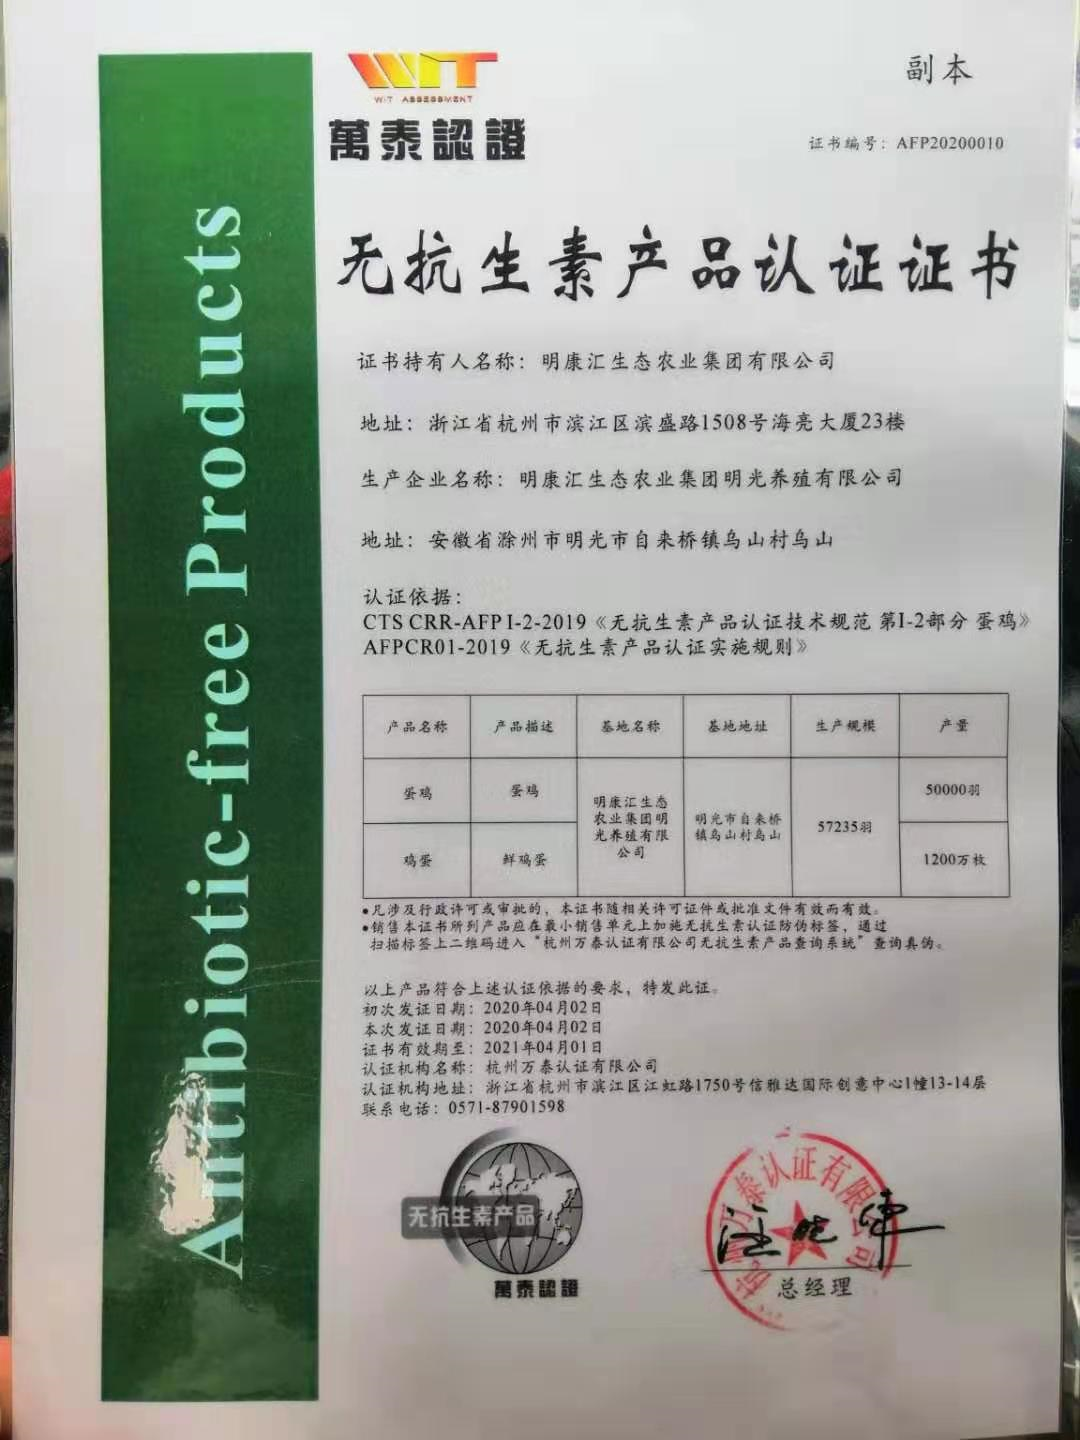 WIT
WIT ASSESSMENT
萬泰認證
副本
证书编号：AFP20200010
Antibiotic-free Products
无抗生素产品认证证书
证书持有人名称：明康汇生态农业集团有限公司
地址：浙江省杭州市滨江区滨盛路1508号海亮大厦23楼
生产企业名称：明康汇生态农业集团明光养殖有限公司
地址：安徽省滁州市明光市自来桥镇乌山村乌山
认证依据：
CTS CRR-AFP I-2-2019《无抗生素产品认证技术规范 第I-2部分 蛋鸡》
AFPCR01-2019《无抗生素产品认证实施规则》
产品名称 产品描述 基地名称 基地地址 生产规模 产量
蛋鸡 蛋鸡 50000羽
明康汇生态
农业集团明
光养殖有限
公司
明光市自来桥
镇乌山村乌山
57235羽
鸡蛋 鲜鸡蛋 1200万枚
•凡涉及行政许可或审批的，本证书随相关许可证件或批准文件有效而有效。
•销售本证书所列产品应在最小销售单元上加施无抗生素认证防伪标签，通过
扫描标签上二维码进入“杭州万泰认证有限公司无抗生素产品查询系统”查询真伪。
以上产品符合上述认证依据的要求，特发此证。
初次发证日期：2020年04月02日
本次发证日期：2020年04月02日
证书有效期至：2021年04月01日
认证机构名称：杭州万泰认证有限公司
认证机构地址：浙江省杭州市滨江区江虹路1750号信雅达国际创意中心1幢13-14层
联系电话：0571-87901598
无抗生素产品
萬泰認證
杭州万泰认证有限公司
总经理